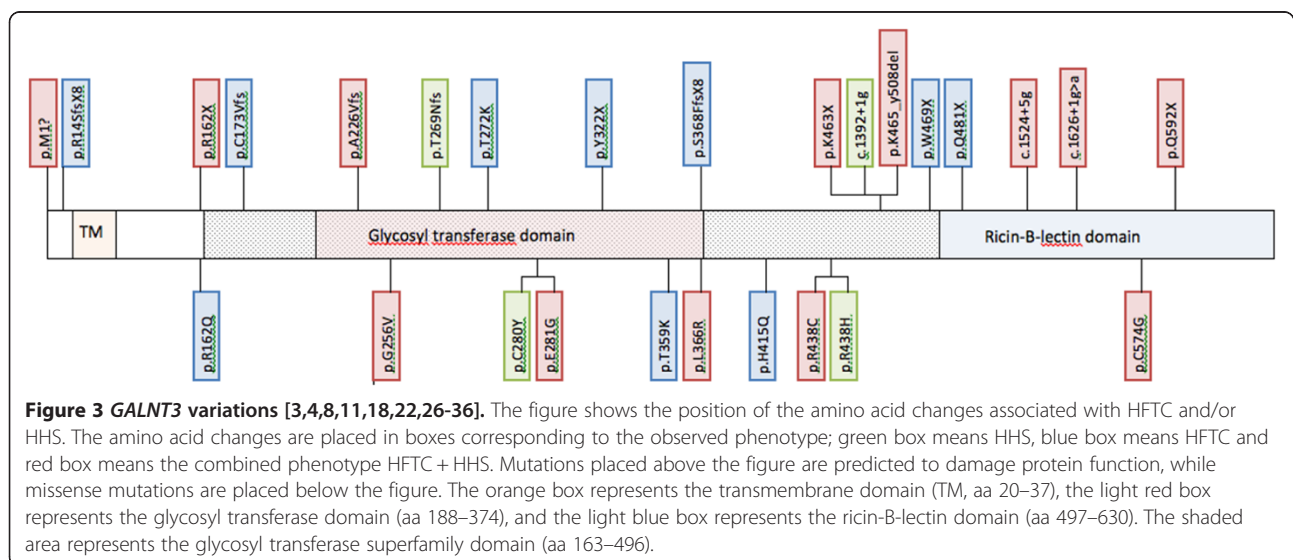 p.M1?
p.R14SfsX8
p.R162X
p.C173Vfs
p.A226Vfs
p.T269Nfs
p.T272K
p.Y322X
p.S368FfsX8
p.K463X
c.1392+1g
p.K465_y508del
p.W469X
p.Q481X
c.1524+5g
c.1626+1g>a
p.Q592X
TM
Glycosyl transferase domain
Ricin-B-lectin domain
p.R162Q
p.G256V
p.C280Y
p.E281G
p.T359K
p.L366R
p.H415Q
p.R438C
p.R438H
p.C574G
Figure 3 GALNT3 variations [3,4,8,11,18,22,26-36]. The figure shows the position of the amino acid changes associated with HFTC and/or
HHS. The amino acid changes are placed in boxes corresponding to the observed phenotype; green box means HHS, blue box means HFTC and
red box means the combined phenotype HFTC + HHS. Mutations placed above the figure are predicted to damage protein function, while
missense mutations are placed below the figure. The orange box represents the transmembrane domain (TM, aa 20–37), the light red box
represents the glycosyl transferase domain (aa 188–374), and the light blue box represents the ricin-B-lectin domain (aa 497–630). The shaded
area represents the glycosyl transferase superfamily domain (aa 163–496).